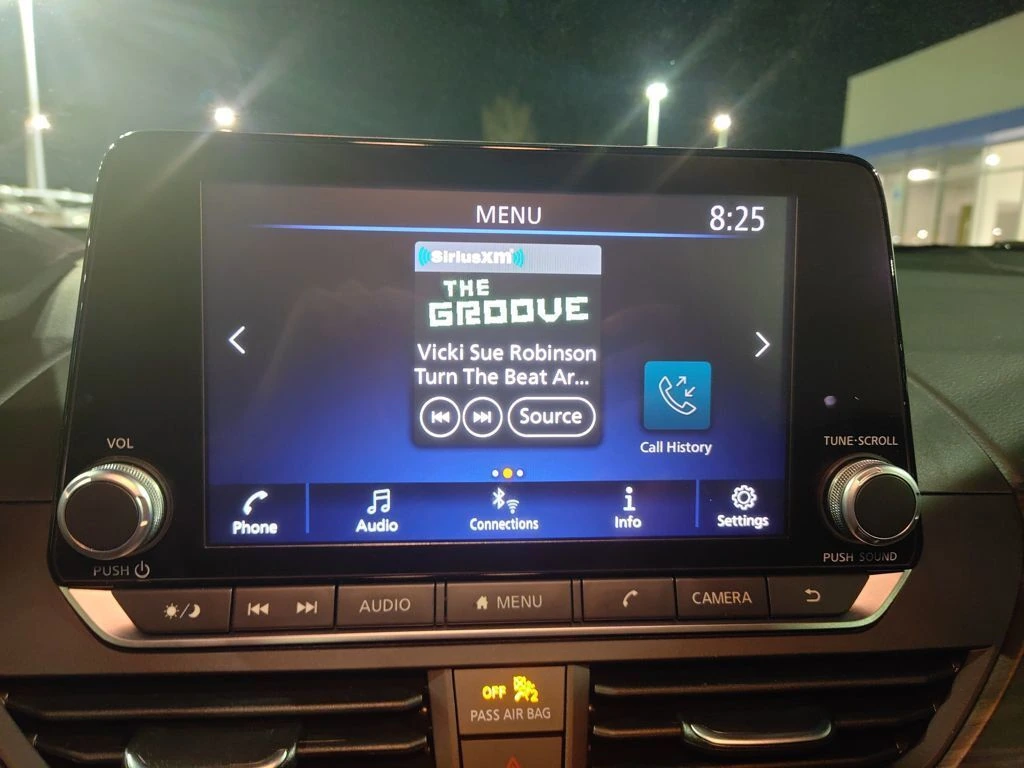 MENU
8:25
SiriusXM
THE
GROOVE
Vicki Sue Robinson
Turn The Beat Ar...
Source
Call History
Phone
Audio
Connections
Info
Settings
VOL
PUSH
TUNE·SCROLL
PUSH SOUND
AUDIO
MENU
CAMERA
OFF
2
PASS AIR BAG